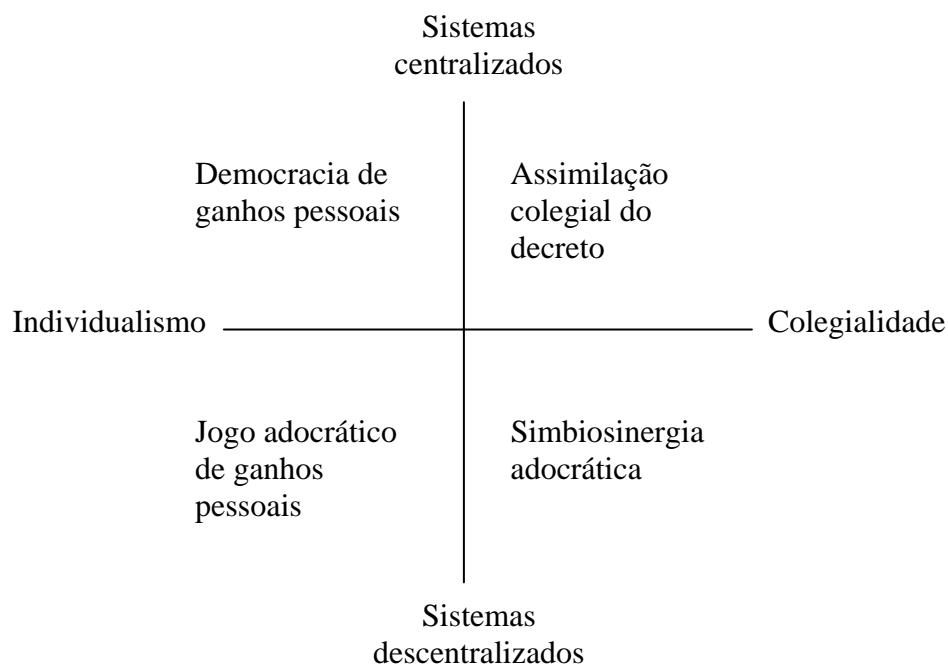 Sistemas
centralizados
Democracia de
ganhos pessoais
Assimilação
colegial do
decreto
Individualismo
Colegialidade
Jogo adocrático
de ganhos
pessoais
Simbiosinergia
adocrática
Sistemas
descentralizados